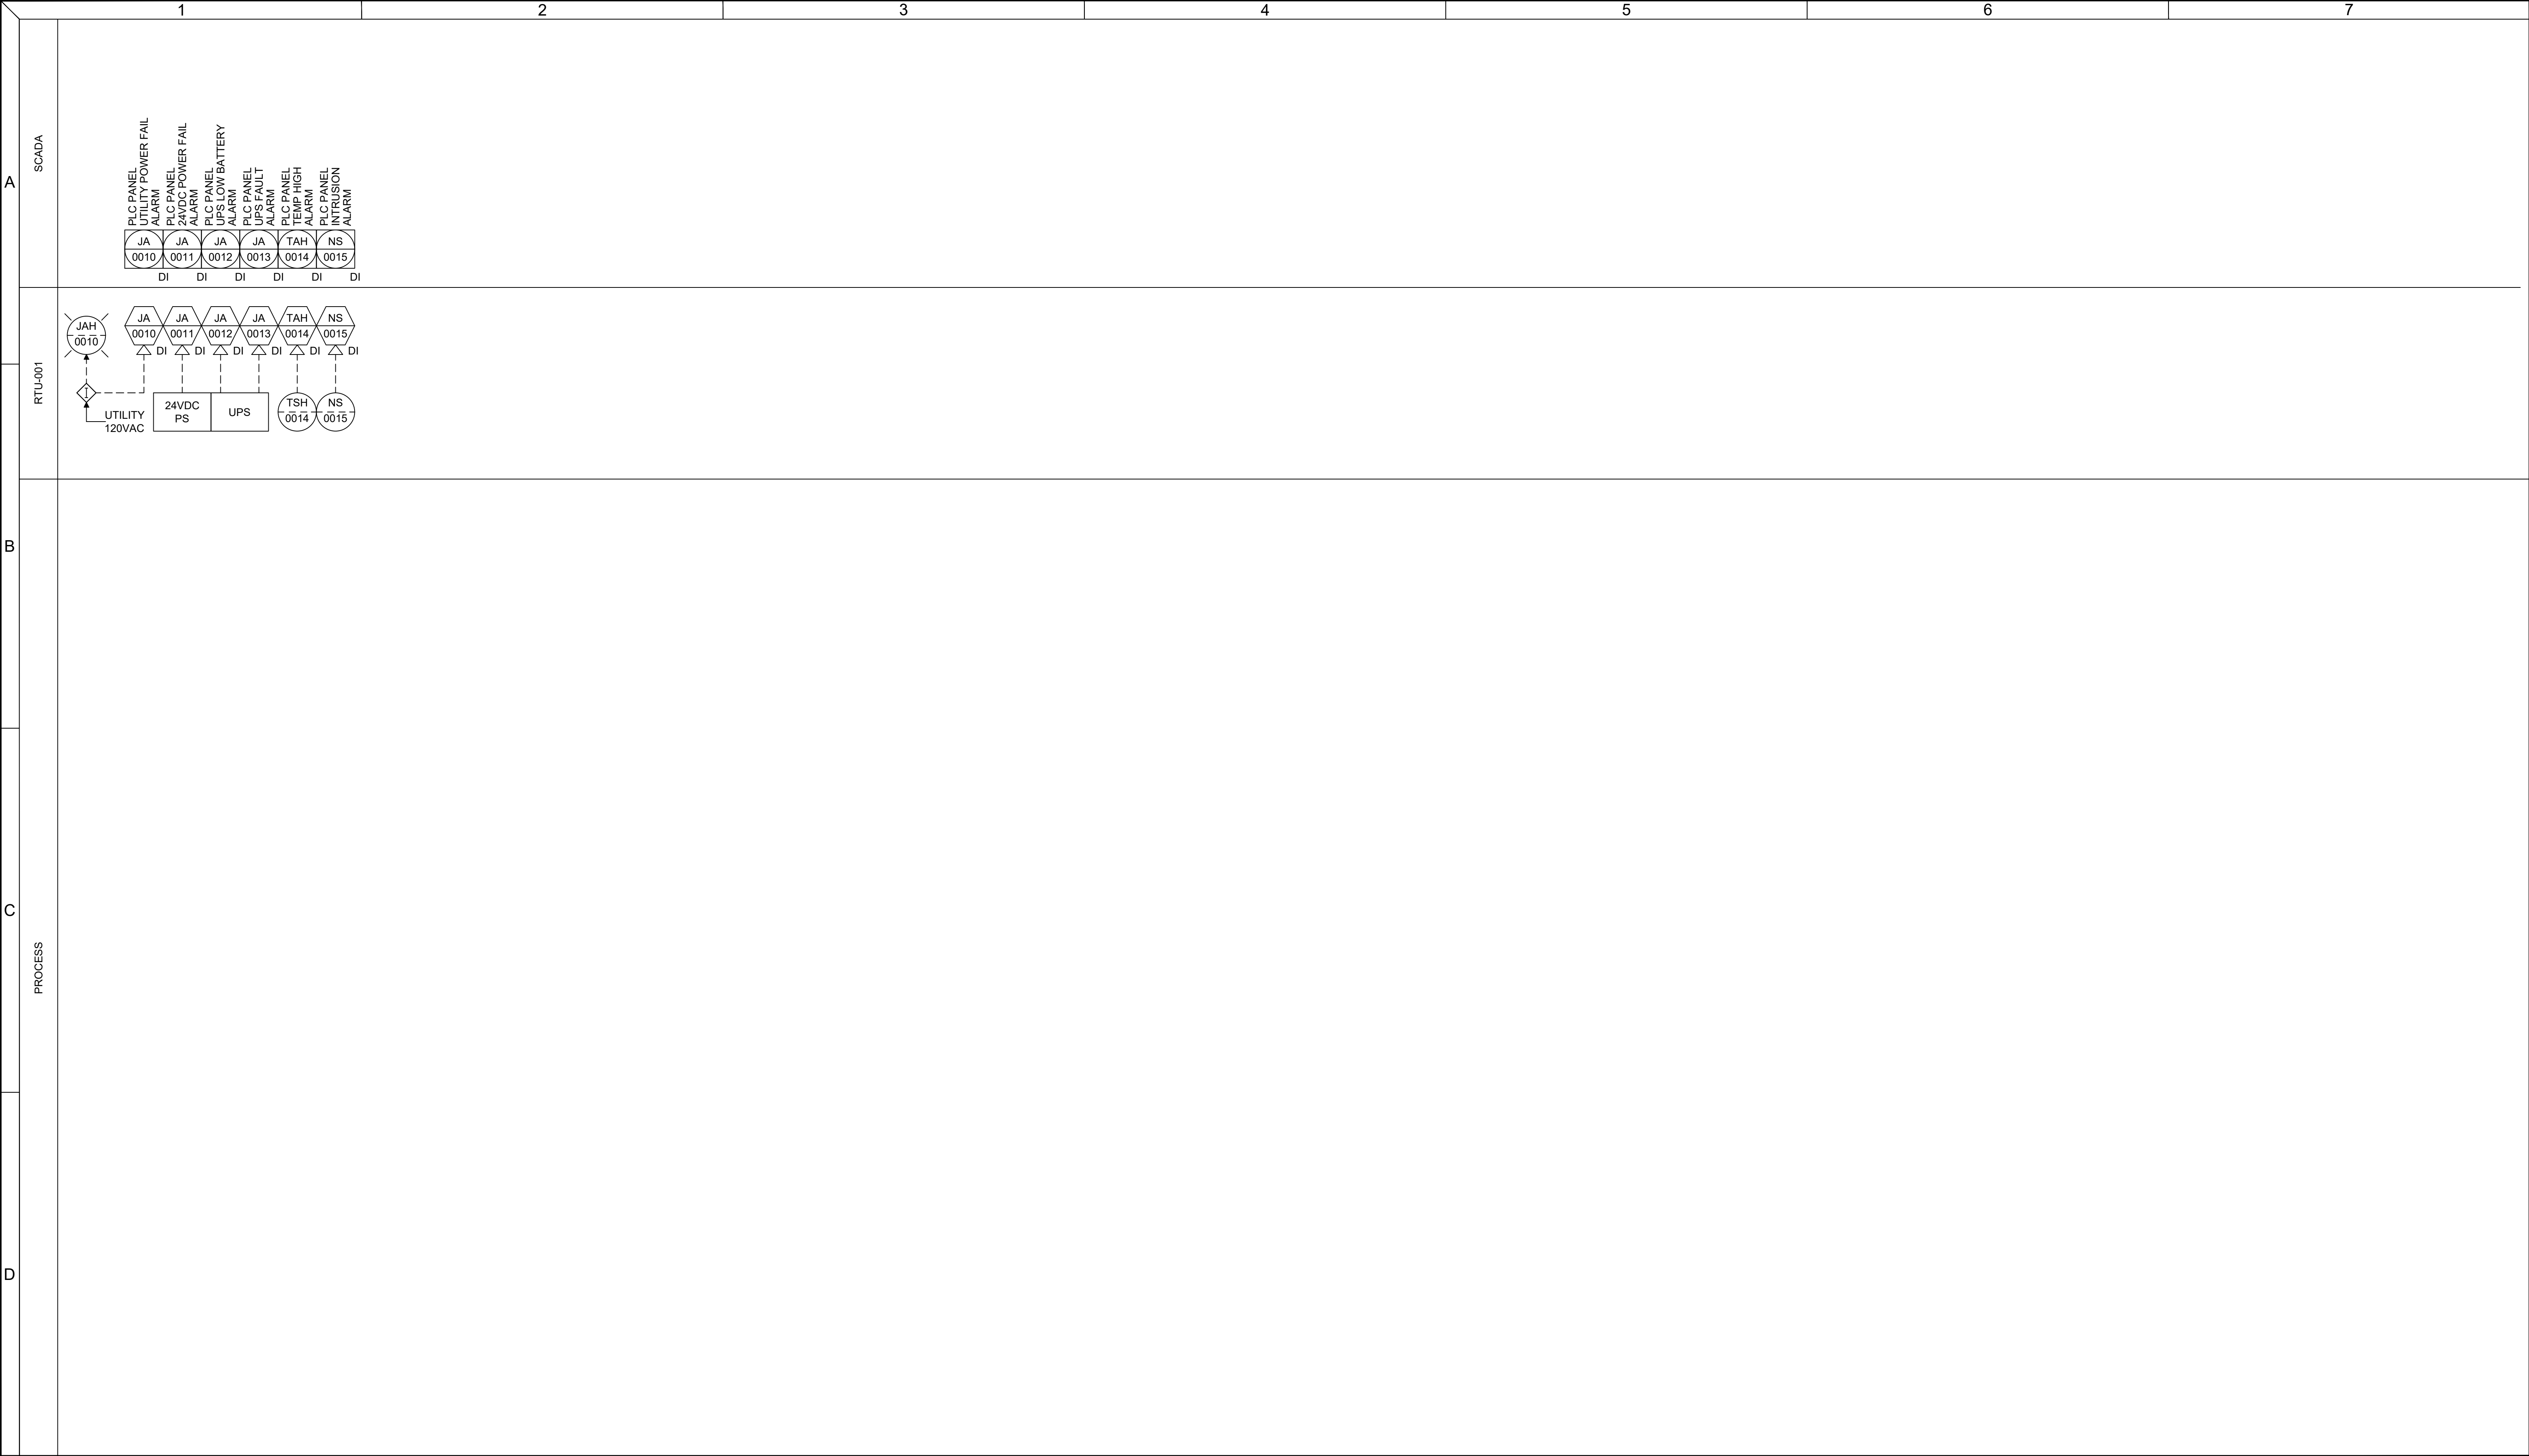 1
2
3
4
5
6
7
A
SCADA
PLC PANEL
UTILITY POWER FAIL
ALARM
PLC PANEL
24VDC POWER FAIL
ALARM
PLC PANEL
UPS LOW BATTERY
ALARM
PLC PANEL
UPS FAULT
ALARM
PLC PANEL
TEMP HIGH
ALARM
PLC PANEL
INTRUSION
ALARM
JA
0010
DI
JA
0011
DI
JA
0012
DI
JA
0013
DI
TAH
0014
DI
NS
0015
DI
RTU-001
JAH
0010
JA
0010
DI
JA
0011
DI
JA
0012
DI
JA
0013
DI
TAH
0014
DI
NS
0015
DI
I
UTILITY
120VAC
24VDC
PS
UPS
TSH
0014
NS
0015
B
C
PROCESS
D